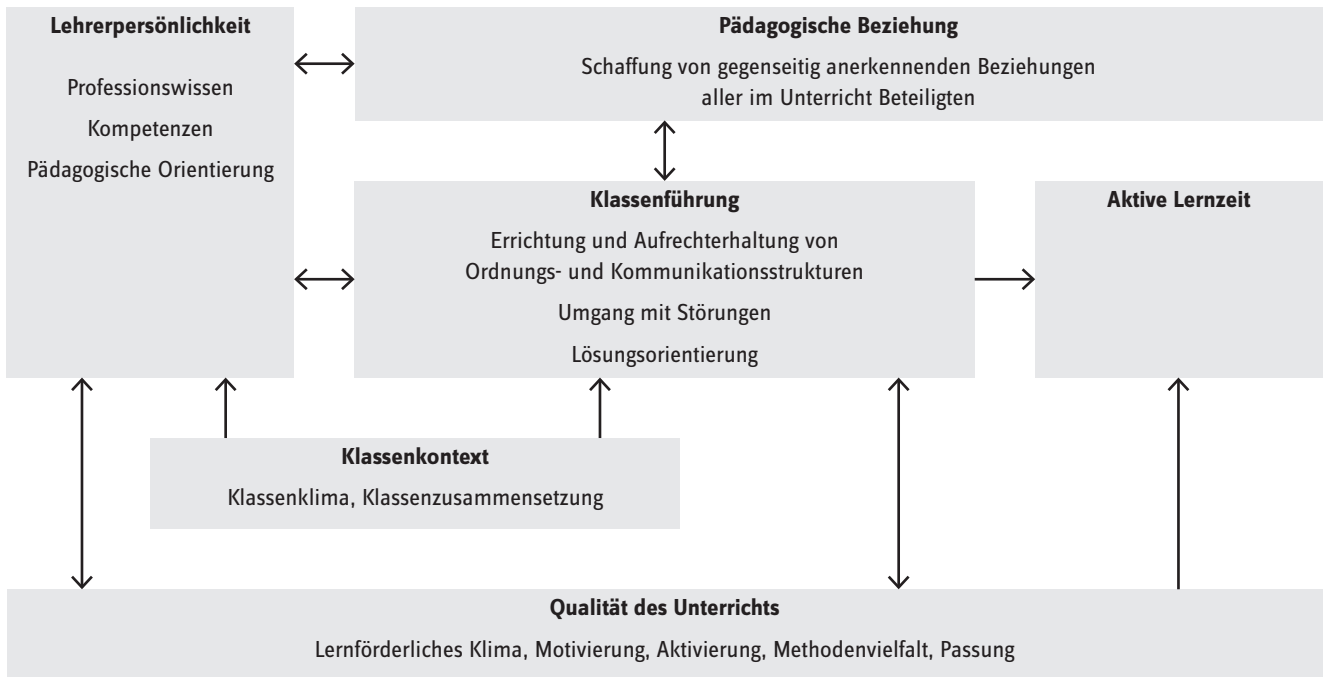 Lehrerpersönlichkeit
Professionswissen
Kompetenzen
Pädagogische Orientierung
Pädagogische Beziehung
Schaffung von gegenseitig anerkennenden Beziehungen
aller im Unterricht Beteiligten
Klassenführung
Errichtung und Aufrechterhaltung von
Ordnungs- und Kommunikationsstrukturen
Umgang mit Störungen
Lösungsorientierung
Aktive Lernzeit
Klassenkontext
Klassenklima, Klassenzusammensetzung
Qualität des Unterrichts
Lernförderliches Klima, Motivierung, Aktivierung, Methodenvielfalt, Passung